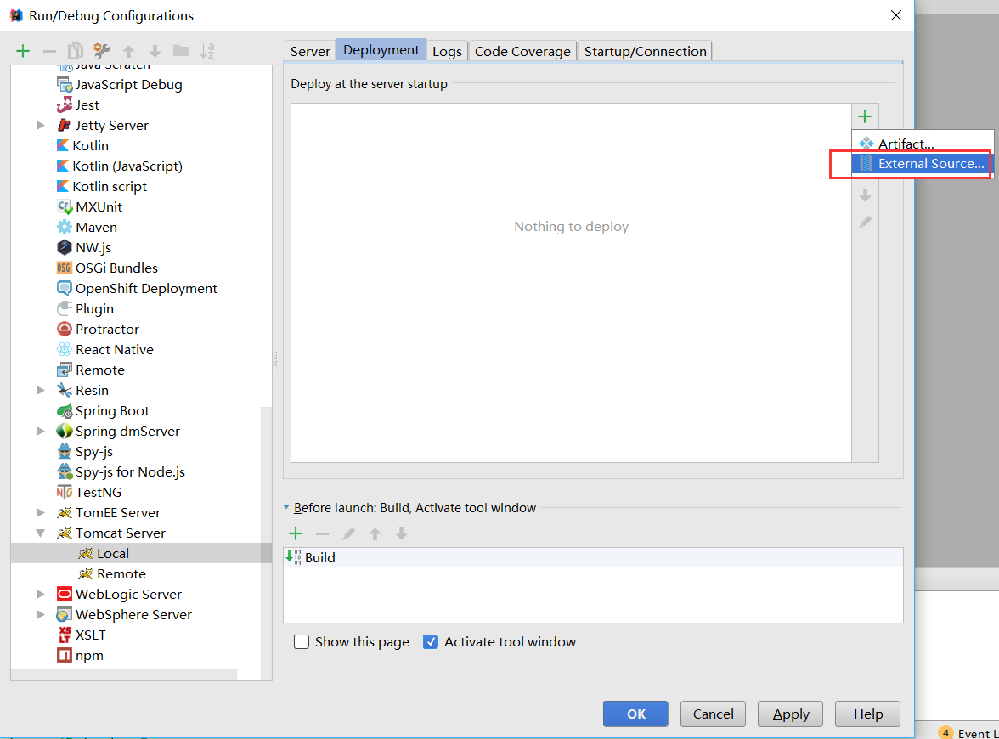 Run/Debug Configurations
Java Scratch
JavaScript Debug
Jest
Jetty Server
Kotlin
Kotlin (JavaScript)
Kotlin script
MXUnit
Maven
NW.js
OSGi Bundles
OpenShift Deployment
Plugin
Protractor
React Native
Remote
Resin
Spring Boot
Spring dmServer
Spy-js
Spy-js for Node.js
TestNG
TomEE Server
Tomcat Server
Local
Remote
WebLogic Server
WebSphere Server
XSLT
npm
Server Deployment Logs Code Coverage Startup/Connection
Deploy at the server startup
Artifact...
External Source...
Nothing to deploy
Before launch: Build, Activate tool window
Build
Show this page Activate tool window
OK Cancel Apply Help
4 Event L